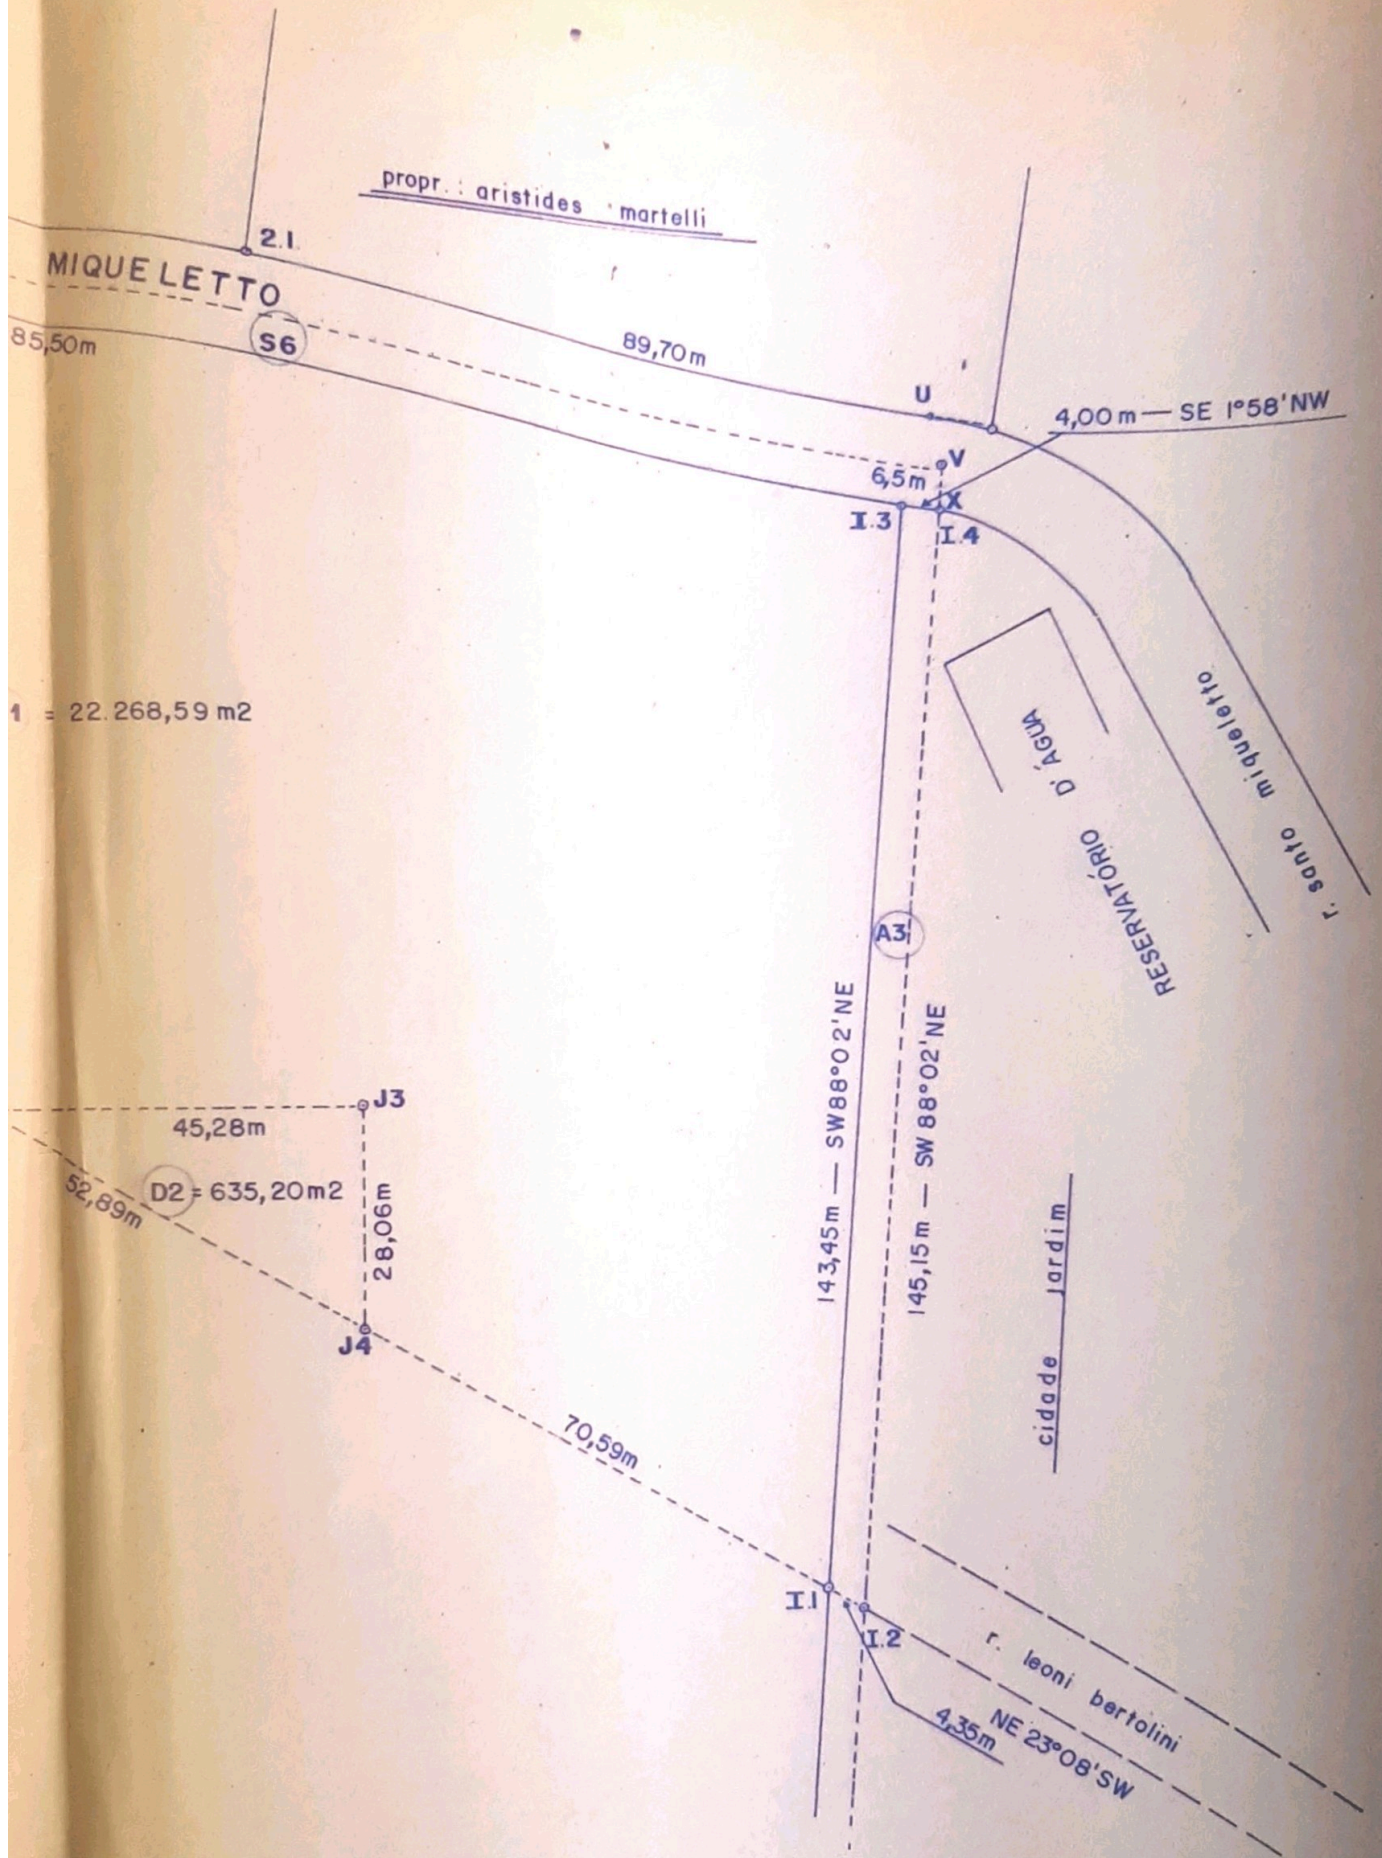 propr. : aristides martelli
2.1
MIQUELETTO
S6
85,50m
89,70m
U
4,00m — SE 1°58'NW
V
6,5m
X
I.3
I.4
1 = 22.268,59 m2
r. santo miqueletto
RESERVATÓRIO D'ÁGUA
A3
143,45m — SW88°02'NE
145,15m — SW 88°02'NE
J3
45,28m
52,89m
D2 = 635,20m2
28,06m
J4
cidade jardim
70,59m
I.1
I.2
r. leoni bertolini
4,35m
NE 23°08'SW